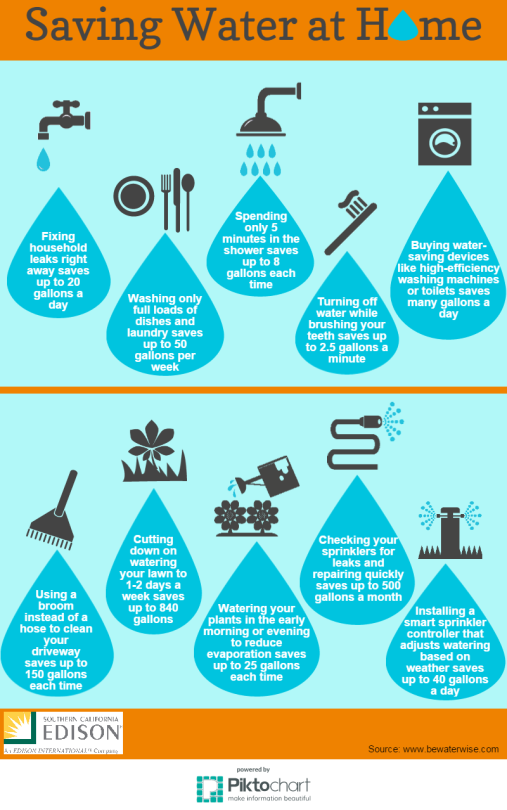 Saving Water at Home
Fixing
household
leaks right
away saves
up to 20
gallons a
day
Washing only
full loads of
dishes and
laundry saves
up to 50
gallons per
week
Spending
only 5
minutes in the
shower saves
up to 8
gallons each
time
Turning off
water while
brushing your
teeth saves up
to 2.5 gallons a
minute
Buying water-
saving devices
like high-efficiency
washing machines
or toilets saves
many gallons a
day
Using a
broom
instead of a
hose to clean
your
driveway
saves up to
150 gallons
each time
Cutting
down on
watering
your lawn to
1-2 days a
week saves
up to 840
gallons
Watering your
plants in the early
morning or evening
to reduce
evaporation saves
up to 25 gallons
each time
Checking your
sprinklers for
leaks and
repairing quickly
saves up to 500
gallons a month
Installing a
smart sprinkler
controller that
adjusts watering
based on
weather saves
up to 40 gallons
a day
SOUTHERN CALIFORNIA
EDISON
An EDISON INTERNATIONAL℠ Company
Source: www.bewaterwise.com
powered by
Piktochart
make information beautiful